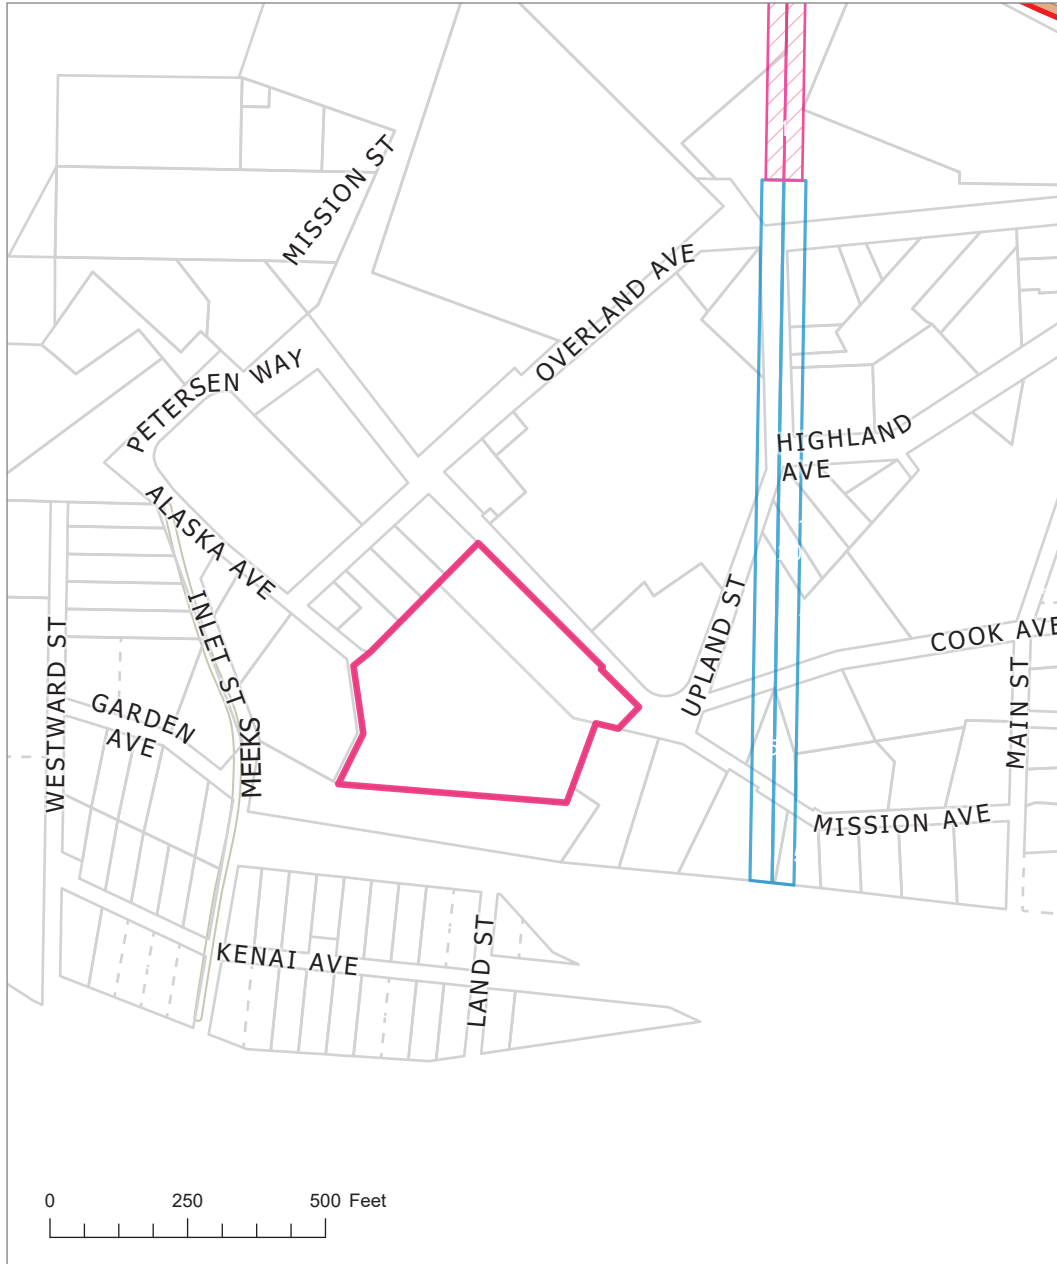 MISSION ST
OVERLAND AVE
PETERSEN WAY
HIGHLAND
AVE
ALASKA AVE
INLET ST
UPLAND ST
COOK AVE
WESTWARD ST
GARDEN
AVE
MEEKS
MAIN ST
MISSION AVE
KENAI AVE
LAND ST
0 250 500 Feet